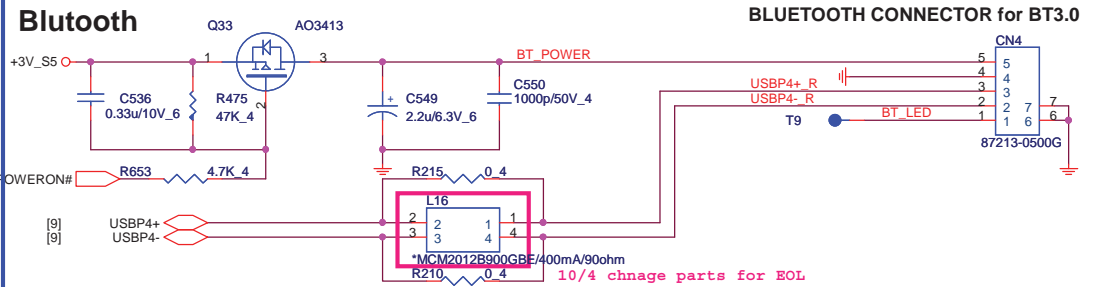 Blutooth
BLUETOOTH CONNECTOR for BT3.0
Q33 AO3413
CN4
+3V_S5 1 3 BT_POWER 5 5
4 4
C536
0.33u/10V_6
R475
47K_4
2
C549
2.2u/6.3V_6
C550
1000p/50V_4
USBP4+_R 3 3
USBP4-_R 2 2 7 7
T9 BT_LED 1 1 6 6
87213-0500G
POWERON# R653 4.7K_4
R215 0_4
L16
[9] USBP4+ 2 2 1 1
[9] USBP4- 3 3 4 4
*MCM2012B900GBE/400mA/90ohm
R210 0_4
10/4 chnage parts for EOL